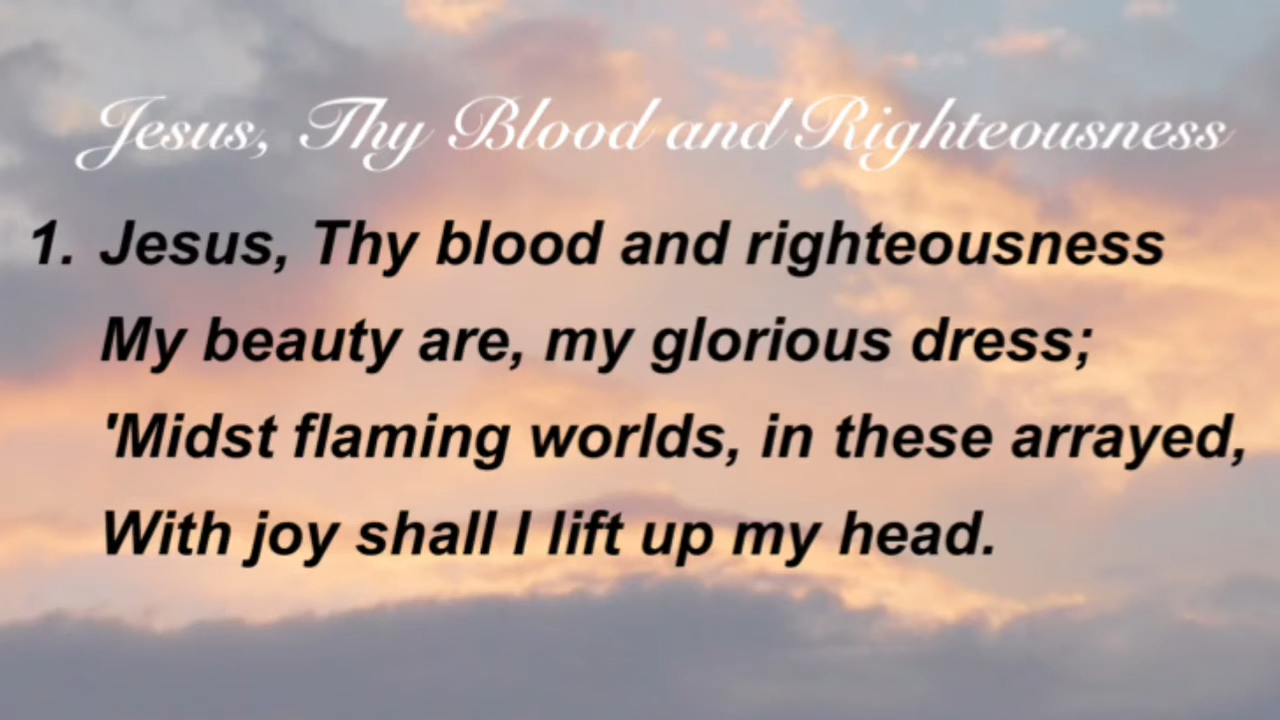 Jesus, Thy Blood and Righteousness
1. Jesus, Thy blood and righteousness
My beauty are, my glorious dress;
'Midst flaming worlds, in these arrayed,
With joy shall I lift up my head.